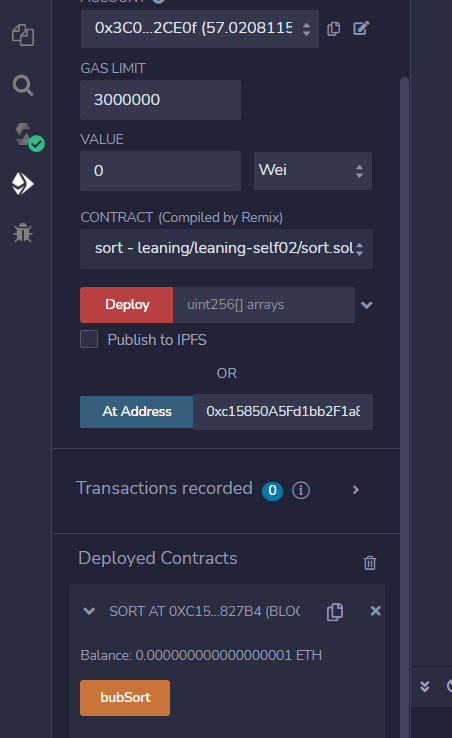 ACCOUNT
0x3C0...2CE0f (57.0208115
GAS LIMIT
3000000
VALUE
0
Wei
CONTRACT (Compiled by Remix)
sort - leaning/leaning-self02/sort.sol
Deploy
uint256[] arrays
Publish to IPFS
OR
At Address
0xc15850A5Fd1bb2F1a8
Transactions recorded 0 i
Deployed Contracts
SORT AT 0XC15...827B4 (BLOC
Balance: 0.000000000000000001 ETH
bubSort